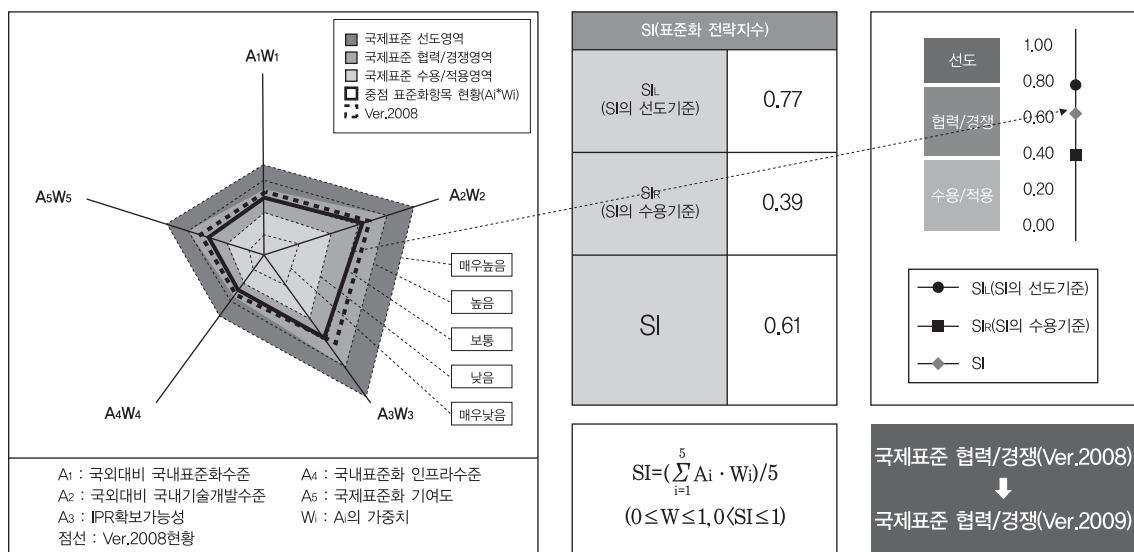 국제표준 선도영역
국제표준 협력/경쟁영역
국제표준 수용/적용영역
중점 표준화항목 현황(Ai*Wi)
Ver.2008
A1W1
A2W2
A3W3
A4W4
A5W5
매우높음
높음
보통
낮음
매우낮음
A1 : 국외대비 국내표준화수준
A2 : 국외대비 국내기술개발수준
A3 : IPR확보가능성
점선 : Ver.2008현황
A4 : 국내표준화 인프라수준
A5 : 국제표준화 기여도
Wi : Ai의 가중치
SI(표준화 전략지수)
SIL
(SI의 선도기준)
0.77
SIR
(SI의 수용기준)
0.39
SI
0.61
SI=(∑Ai · Wi)/5
5
i=1
(0≤W≤1, 0<SI≤1)
선도
협력/경쟁
수용/적용
1.00
0.80
0.60
0.40
0.20
0.00
SIL(SI의 선도기준)
SIR(SI의 수용기준)
SI
국제표준 협력/경쟁(Ver.2008)
국제표준 협력/경쟁(Ver.2009)